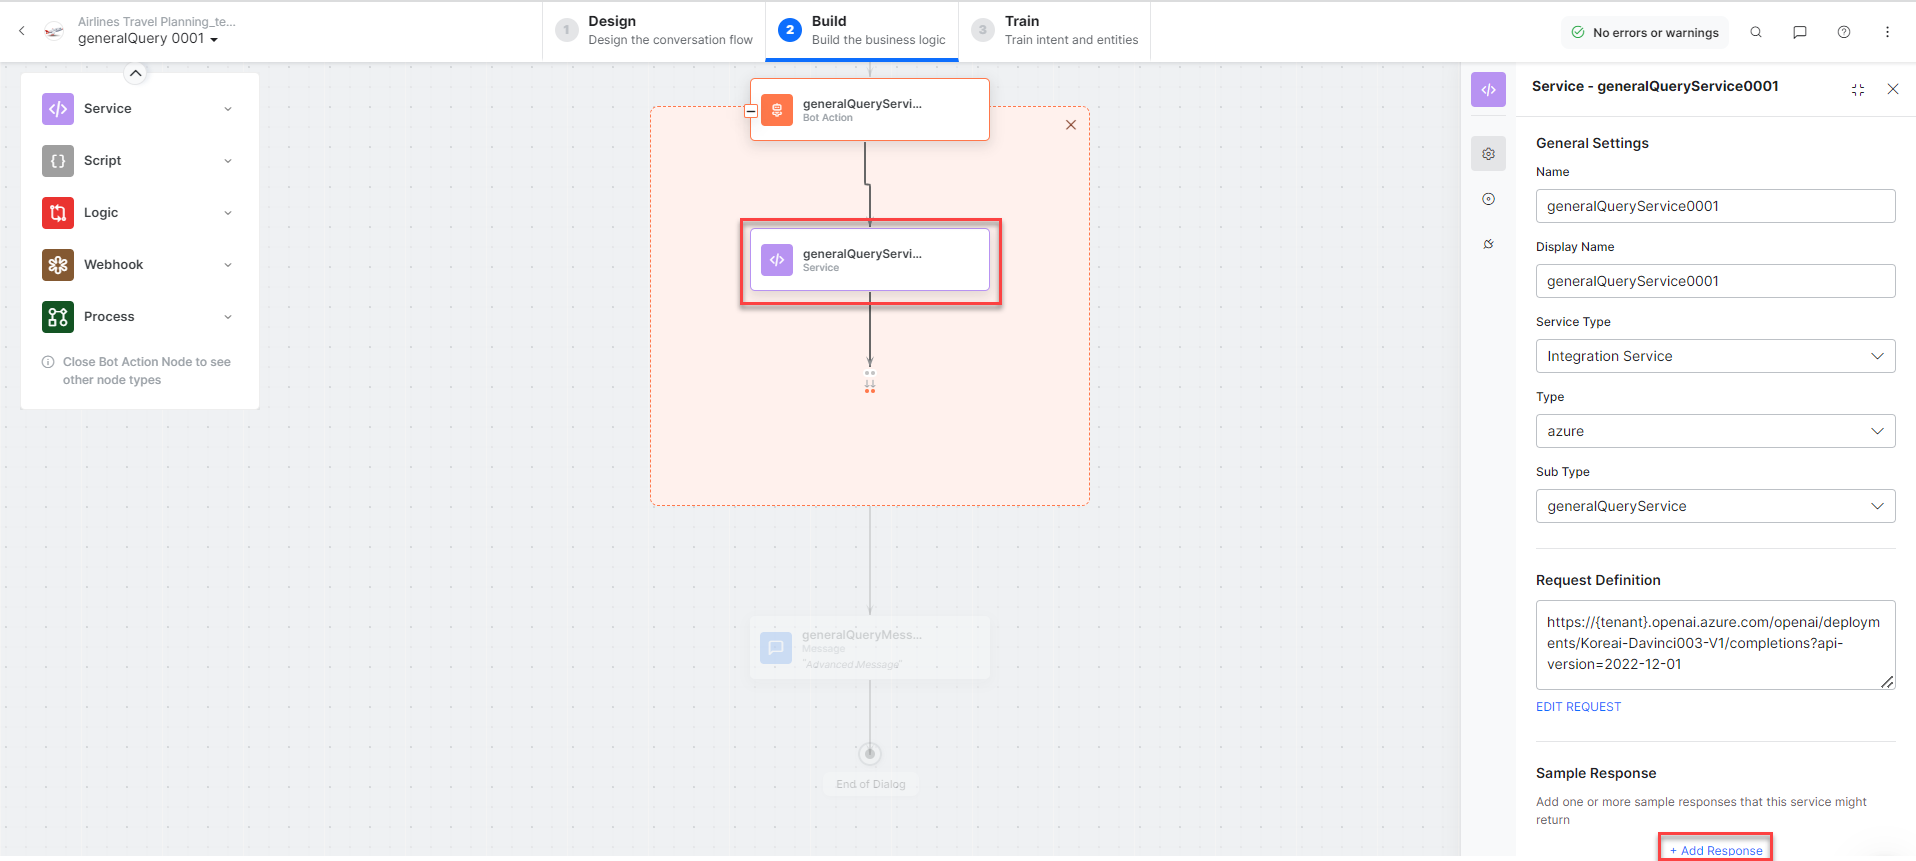 Airlines Travel Planning_te...
generalQuery 0001
1
Design
Design the conversation flow
2
Build
Build the business logic
3
Train
Train intent and entities
No errors or warnings
Service
Script
Logic
Webhook
Process
Close Bot Action Node to see
other node types
generalQueryServi...
Bot Action
generalQueryServi...
Service
generalQueryMess...
Message
"Advanced Message"
End of Dialog
Service - generalQueryService0001
General Settings
Name
generalQueryService0001
Display Name
generalQueryService0001
Service Type
Integration Service
Type
azure
Sub Type
generalQueryService
Request Definition
https://{tenant}.openai.azure.com/openai/deploym
ents/Koreai-Davinci003-V1/completions?api-
version=2022-12-01
EDIT REQUEST
Sample Response
Add one or more sample responses that this service might
return
+ Add Response